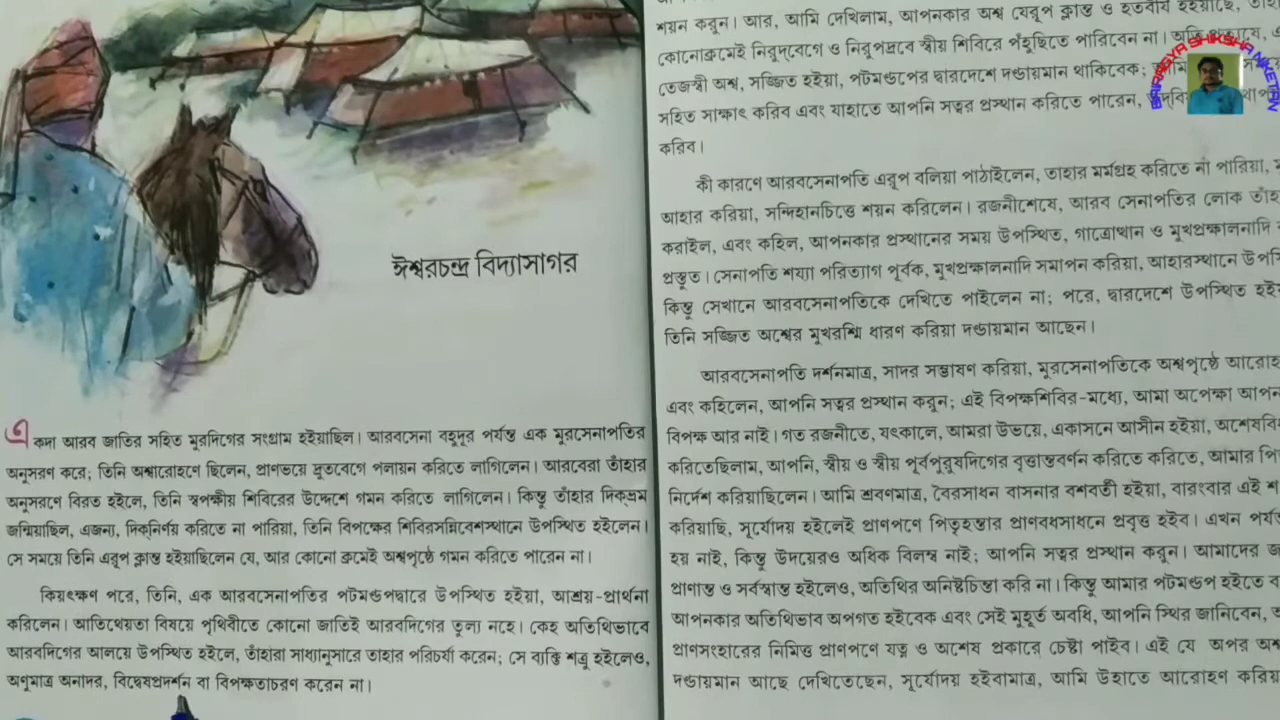 ঈশ্বরচন্দ্র বিদ্যাসাগর
একদা আরব জাতির সহিত মূরদিগের সংগ্রাম হইয়াছিল। আরবসেনা বহুদূর পর্যন্ত এক মূরসেনাপতির
অনুসরণ করে; তিনি অশ্বারোহণে ছিলেন, প্রাণভয়ে দ্রুতবেগে পলায়ন করিতে লাগিলেন। আরবেরা তাঁহার
অনুসরণে বিরত হইলে, তিনি স্বপক্ষীয় শিবিরের উদ্দেশে গমন করিতে লাগিলেন। কিন্তু তাঁহার দিক্‌ভ্রম
জন্মিয়াছিল, এজন্য, দিক্‌নির্ণয় করিতে না পারিয়া, তিনি বিপক্ষের শিবিরসন্নিবেশস্থানে উপস্থিত হইলেন।
সে সময়ে তিনি এরূপ ক্লান্ত হইয়াছিলেন যে, আর কোনো ক্রমেই অশ্বপৃষ্ঠে গমন করিতে পারেন না।
কিয়ৎক্ষণ পরে, তিনি, এক আরবসেনাপতির পটমণ্ডপদ্বারে উপস্থিত হইয়া, আশ্রয়-প্রার্থনা
করিলেন। আতিথেয়তা বিষয়ে পৃথিবীতে কোনো জাতিই আরবদিগের তুল্য নহে। কেহ অতিথিভাবে
আরবদিগের আলয়ে উপস্থিত হইলে, তাঁহারা সাধ্যানুসারে তাহার পরিচর্যা করেন; সে ব্যক্তি শত্রু হইলেও,
অণুমাত্র অনাদর, বিদ্বেষপ্রদর্শন বা বিপক্ষতাচরণ করেন না।
শয়ন করুন। আর, আমি দেখিলাম, আপনকার অশ্ব যেরূপ ক্লান্ত ও হতবীর্য হইয়াছে,
কোনোক্রমেই নিরুদ্‌বেগে ও নিরুপদ্রবে স্বীয় শিবিরে পঁহুছিতে পারিবেন না।
তেজস্বী অশ্ব, সজ্জিত হইয়া, পটমণ্ডপের দ্বারদেশে দণ্ডায়মান থাকিবেক;
সহিত সাক্ষাৎ করিব এবং যাহাতে আপনি সত্বর প্রস্থান করিতে পারেন,
করিব।
কী কারণে আরবসেনাপতি এরূপ বলিয়া পাঠাইলেন, তাহার মর্মগ্রহ করিতে না পারিয়া,
আহার করিয়া, সন্দিহানচিত্তে শয়ন করিলেন। রজনীশেষে, আরব সেনাপতির লোক
করাইল, এবং কহিল, আপনকার প্রস্থানের সময় উপস্থিত, গাত্রোত্থান ও মুখপ্রক্ষালনাদি
প্রস্তুত। সেনাপতি শয্যা পরিত্যাগ পূর্বক, মুখপ্রক্ষালনাদি সমাপন করিয়া, আহারস্থানে
কিন্তু সেখানে আরবসেনাপতিকে দেখিতে পাইলেন না; পরে, দ্বারদেশে উপস্থিত
তিনি সজ্জিত অশ্বের মুখরশ্মি ধারণ করিয়া দণ্ডায়মান আছেন।
আরবসেনাপতি দর্শনমাত্র, সাদর সম্ভাষণ করিয়া, মূরসেনাপতিকে অশ্বপৃষ্ঠে
এবং কহিলেন, আপনি সত্বর প্রস্থান করুন; এই বিপক্ষশিবির-মধ্যে, আমা অপেক্ষা
বিপক্ষ আর নাই। গত রজনীতে, যৎকালে, আমরা উভয়ে, একাসনে আসীন হইয়া,
করিতেছিলাম, আপনি, স্বীয় ও স্বীয় পূর্বপুরুষদিগের বৃত্তান্তবর্ণন করিতে করিতে, আমার
নির্দেশ করিয়াছিলেন। আমি শ্রবণমাত্র, বৈরসাধন বাসনার বশবর্তী হইয়া, বারংবার এই
করিয়াছি, সূর্যোদয় হইলেই প্রাণপণে পিতৃহন্তার প্রাণবধসাধনে প্রবৃত্ত হইব। এখন
হয় নাই, কিন্তু উদয়েরও অধিক বিলম্ব নাই; আপনি সত্বর প্রস্থান করুন। আমাদের
প্রাণান্ত ও সর্বস্বান্ত হইলেও, অতিথির অনিষ্টচিন্তা করি না। কিন্তু আমার পটমণ্ডপ হইতে
আপনকার অতিথিভাব অপগত হইবেক এবং সেই মুহূর্ত অবধি, আপনি স্থির জানিবেন,
প্রাণসংহারের নিমিত্ত প্রাণপণে যত্ন ও অশেষ প্রকারে চেষ্টা পাইব। এই যে অপর
দণ্ডায়মান আছে দেখিতেছেন, সূর্যোদয় হইবামাত্র, আমি উহাতে আরোহণ
SHIKSHA NIKETAN